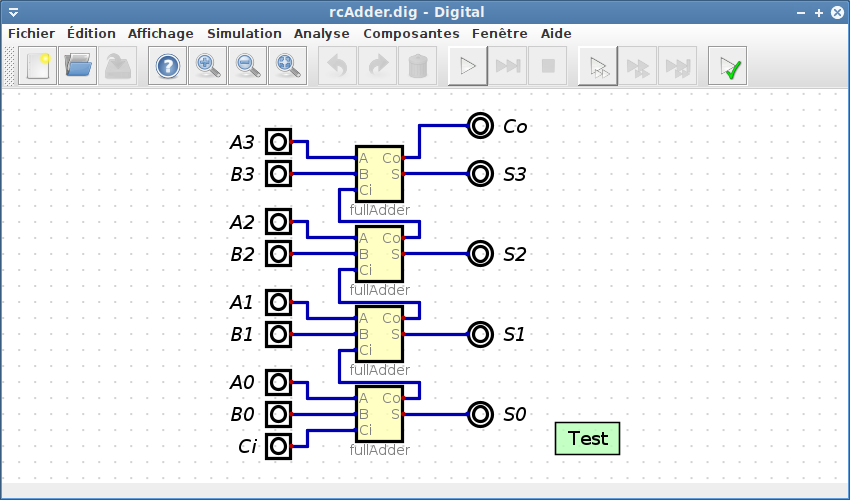 rcAdder.dig - Digital
Fichier Édition Affichage Simulation Analyse Composantes Fenêtre Aide
Co
A3
A Co
B3
B S
S3
Ci
fullAdder
A2
A Co
B2
B S
S2
Ci
fullAdder
A1
A Co
B1
B S
S1
Ci
fullAdder
A0
A Co
B0
B S
S0
Ci
Ci
fullAdder
Test